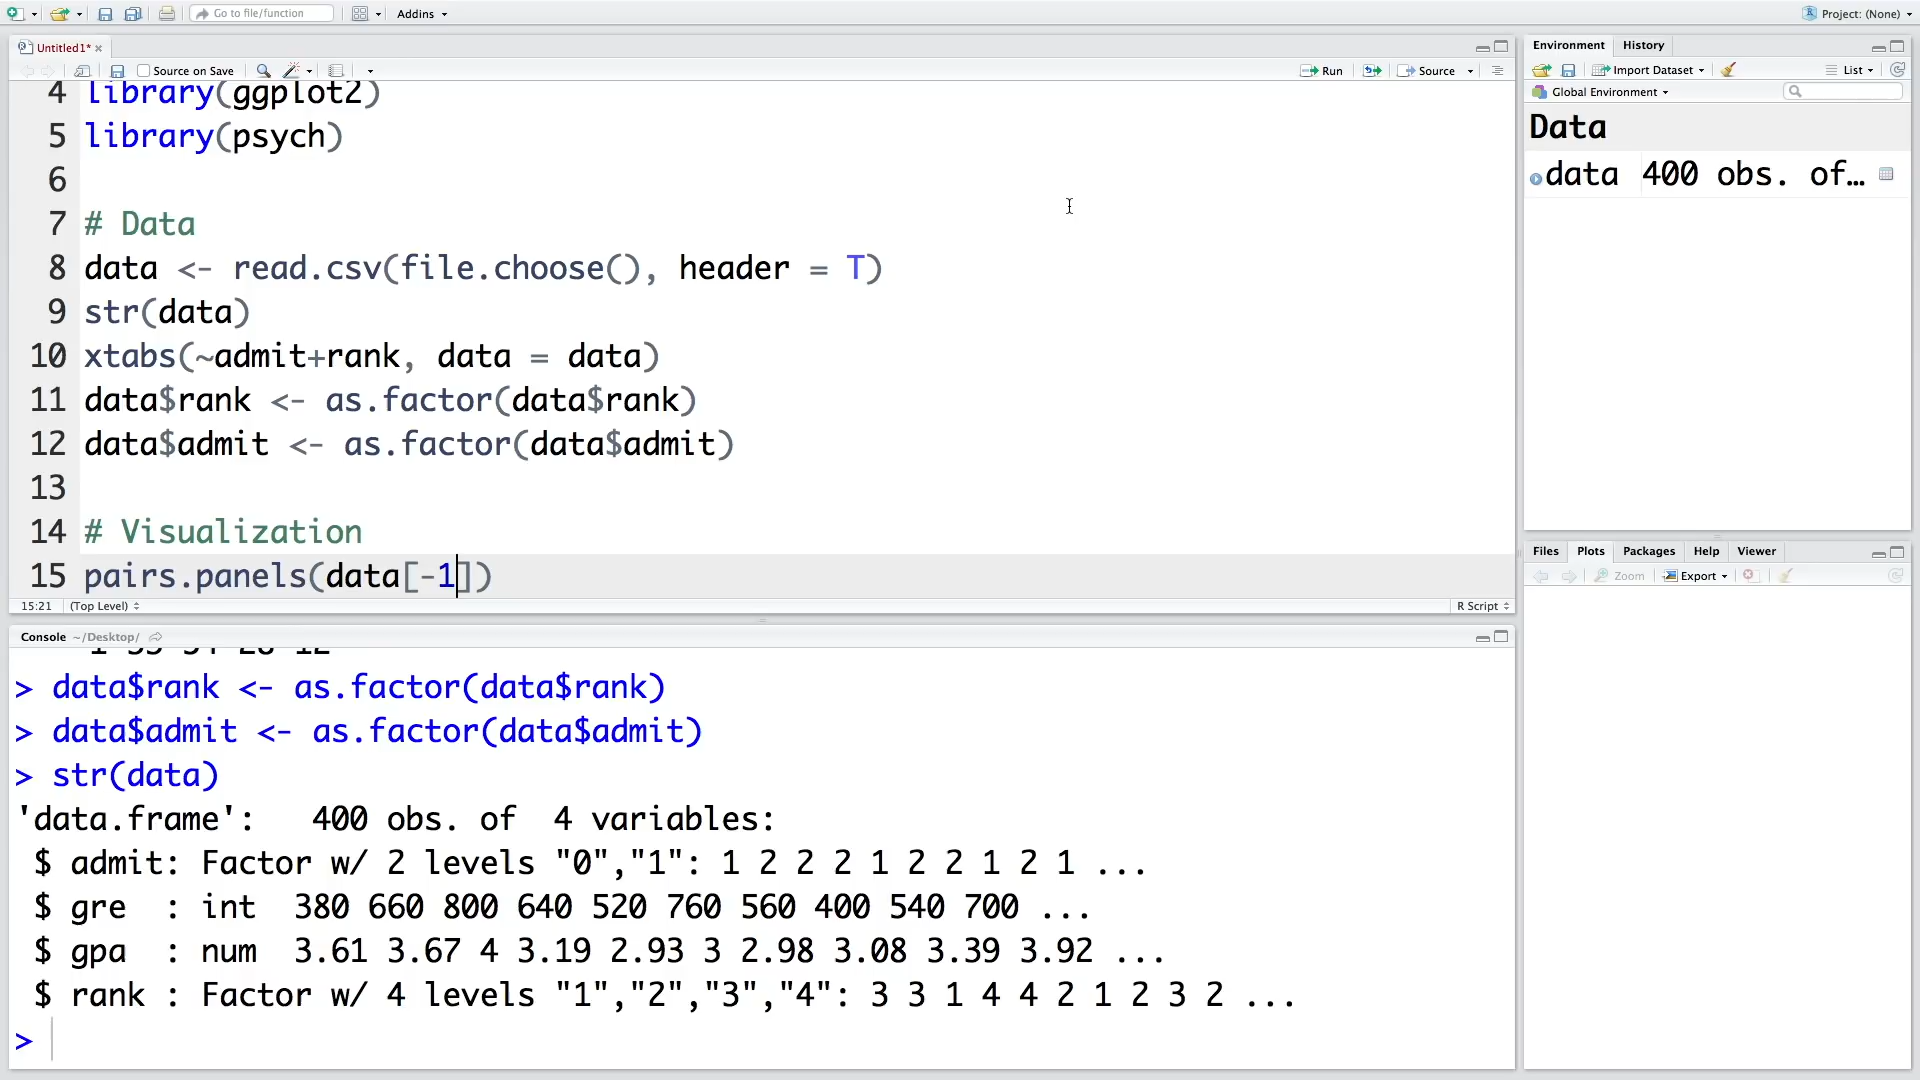 Go to file/function
Addins
Project: (None)
Untitled1*
Source on Save
Run
Source
4 library(ggplot2)
5 library(psych)
6
7 # Data
8 data <- read.csv(file.choose(), header = T)
9 str(data)
10 xtabs(~admit+rank, data = data)
11 data$rank <- as.factor(data$rank)
12 data$admit <- as.factor(data$admit)
13
14 # Visualization
15 pairs.panels(data[-1])
15:21 (Top Level) R Script
Console ~/Desktop/
> data$rank <- as.factor(data$rank)
> data$admit <- as.factor(data$admit)
> str(data)
'data.frame': 400 obs. of 4 variables:
$ admit: Factor w/ 2 levels "0","1": 1 2 2 2 1 2 2 1 2 1 ...
$ gre : int 380 660 800 640 520 760 560 400 540 700 ...
$ gpa : num 3.61 3.67 4 3.19 2.93 3 2.98 3.08 3.39 3.92 ...
$ rank : Factor w/ 4 levels "1","2","3","4": 3 3 1 4 4 2 1 2 3 2 ...
>
Environment History
Import Dataset List
Global Environment
Data
data 400 obs. of…
Files Plots Packages Help Viewer
Zoom Export